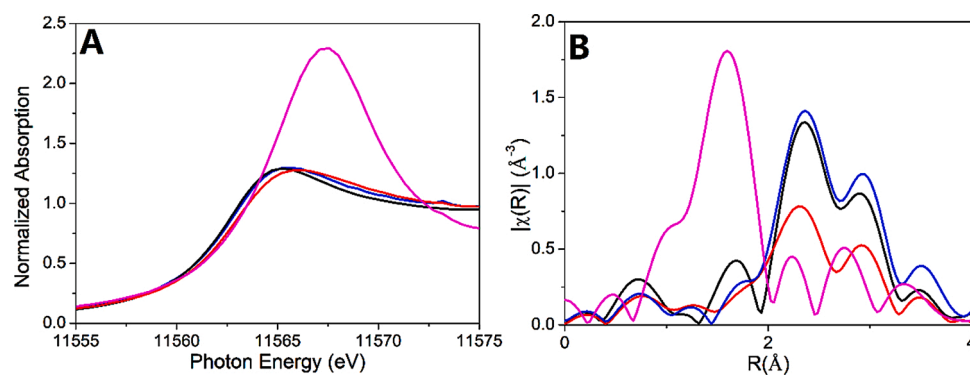 A
Normalized Absorption
2.5
2.0
1.5
1.0
0.5
0.0
11555 11560 11565 11570 11575
Photon Energy (eV)
B
|χ(R)| (Å⁻³)
2.0
1.5
1.0
0.5
0.0
0 2 4
R(Å)